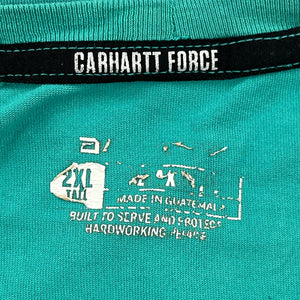 CARHARTT FORCE
2XL
TALL
MADE IN GUATEMALA
BUILT TO SERVE AND PROTECT
HARDWORKING PEOPLE